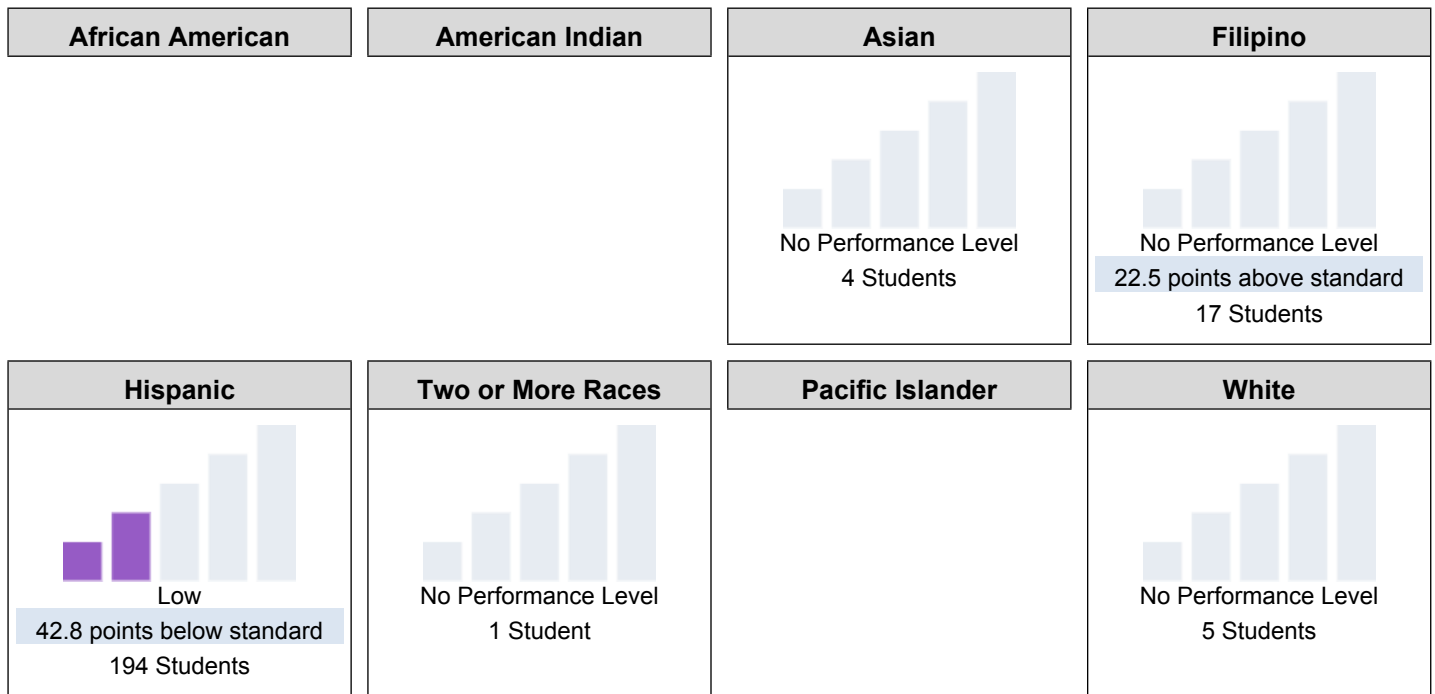 African American
American Indian
Asian
Filipino
No Performance Level
4 Students
No Performance Level
22.5 points above standard
17 Students
Hispanic
Two or More Races
Pacific Islander
White
Low
42.8 points below standard
194 Students
No Performance Level
1 Student
No Performance Level
5 Students